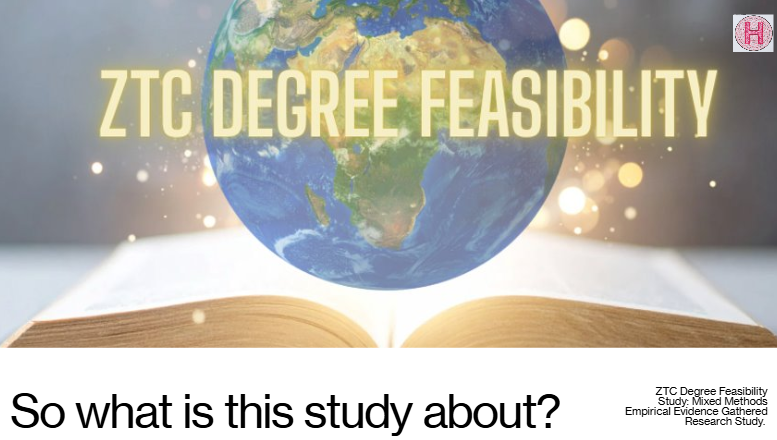 ZTC DEGREE FEASIBILITY
H
So what is this study about?
ZTC Degree Feasibility
Study: Mixed Methods
Empirical Evidence Gathered
Research Study.